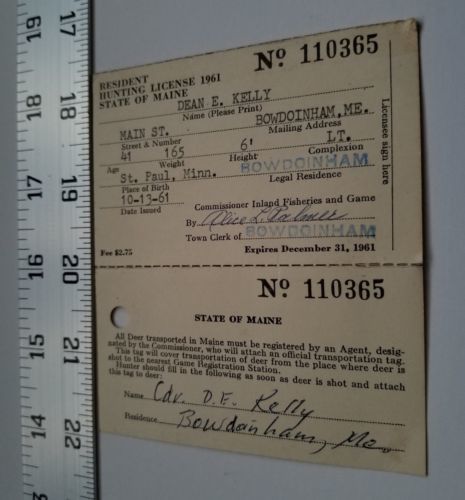 19 18 17 16 15 14
17 18 19 20 21 22
Nº 110365
RESIDENT
HUNTING LICENSE 1961
STATE OF MAINE
DEAN E. KELLY
Name (Please Print)
MAIN ST. BOWDOINHAM,ME.
Street & Number Mailing Address
41 165 6' LT.
Age Weight Height Complexion
St. Paul, Minn. BOWDOINHAM
Place of Birth Legal Residence
10-13-61
Date Issued Commissioner Inland Fisheries and Game
By Alice L. Palmer
Town Clerk of BOWDOINHAM
Fee $2.75 Expires December 31, 1961
Licensee sign here
Nº 110365
STATE OF MAINE
All Deer transported in Maine must be registered by an Agent, desig-
nated by the Commissioner, who will attach an official transportation tag.
This tag will cover transportation of deer from the place where deer is
shot to the nearest Game Registration Station.
Hunter should fill in the following as soon as deer is shot and attach
this tag to deer:
Name Cdr. D.E. Kelly
Residence Bowdoinham, Me.